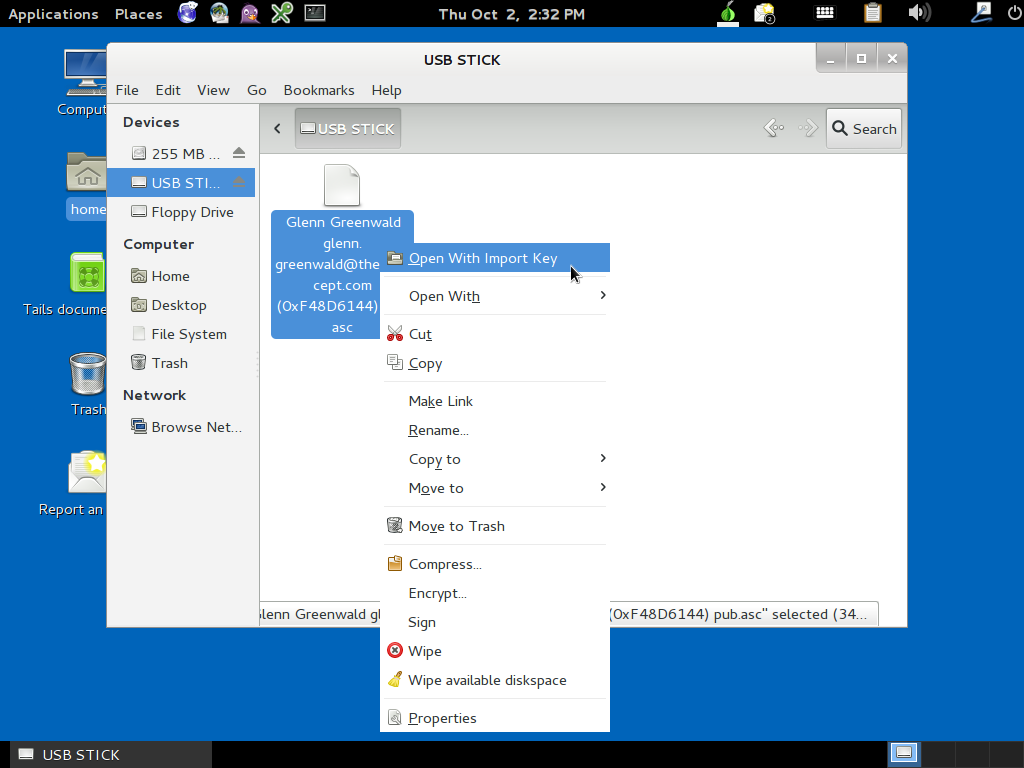 Applications Places Thu Oct 2, 2:32 PM
USB STICK
File Edit View Go Bookmarks Help
Devices
255 MB ...
USB STI...
Floppy Drive
Computer
Home
Desktop
File System
Trash
Network
Browse Net...
USB STICK
Search
Glenn Greenwald
glenn.
greenwald@the
cept.com
(0xF48D6144)
asc
Open With Import Key
Open With
Cut
Copy
Make Link
Rename...
Copy to
Move to
Move to Trash
Compress...
Encrypt...
Sign
Wipe
Wipe available diskspace
Properties
Glenn Greenwald gl
(0xF48D6144) pub.asc" selected (34...
Comput
home
Tails docume
Trash
Report an
USB STICK
2